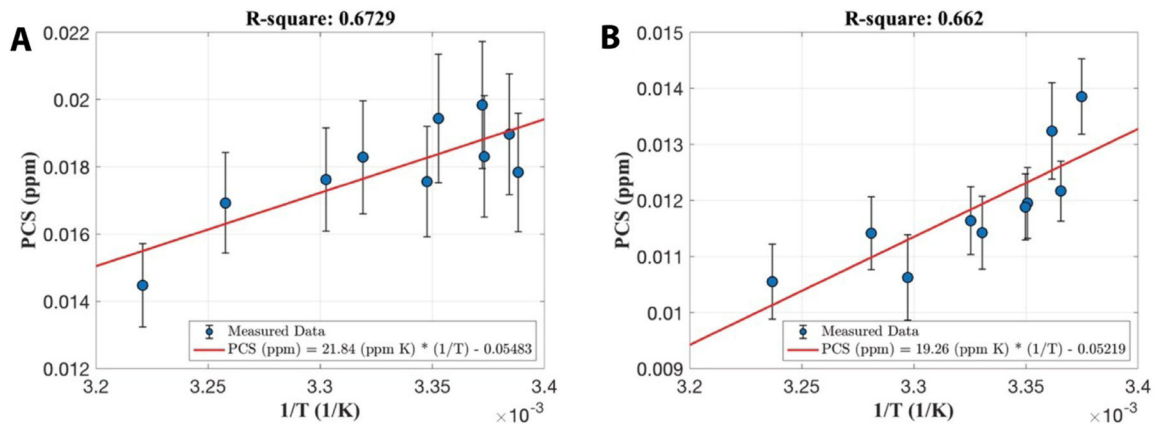 A
R-square: 0.6729
0.022
0.02
0.018
0.016
0.014
0.012
PCS (ppm)
Measured Data
PCS (ppm) = 21.84 (ppm K) * (1/T) - 0.05483
3.2 3.25 3.3 3.35 3.4
1/T (1/K)
×10⁻³
B
R-square: 0.662
0.015
0.014
0.013
0.012
0.011
0.01
0.009
PCS (ppm)
Measured Data
PCS (ppm) = 19.26 (ppm K) * (1/T) - 0.05219
3.2 3.25 3.3 3.35 3.4
1/T (1/K)
×10⁻³